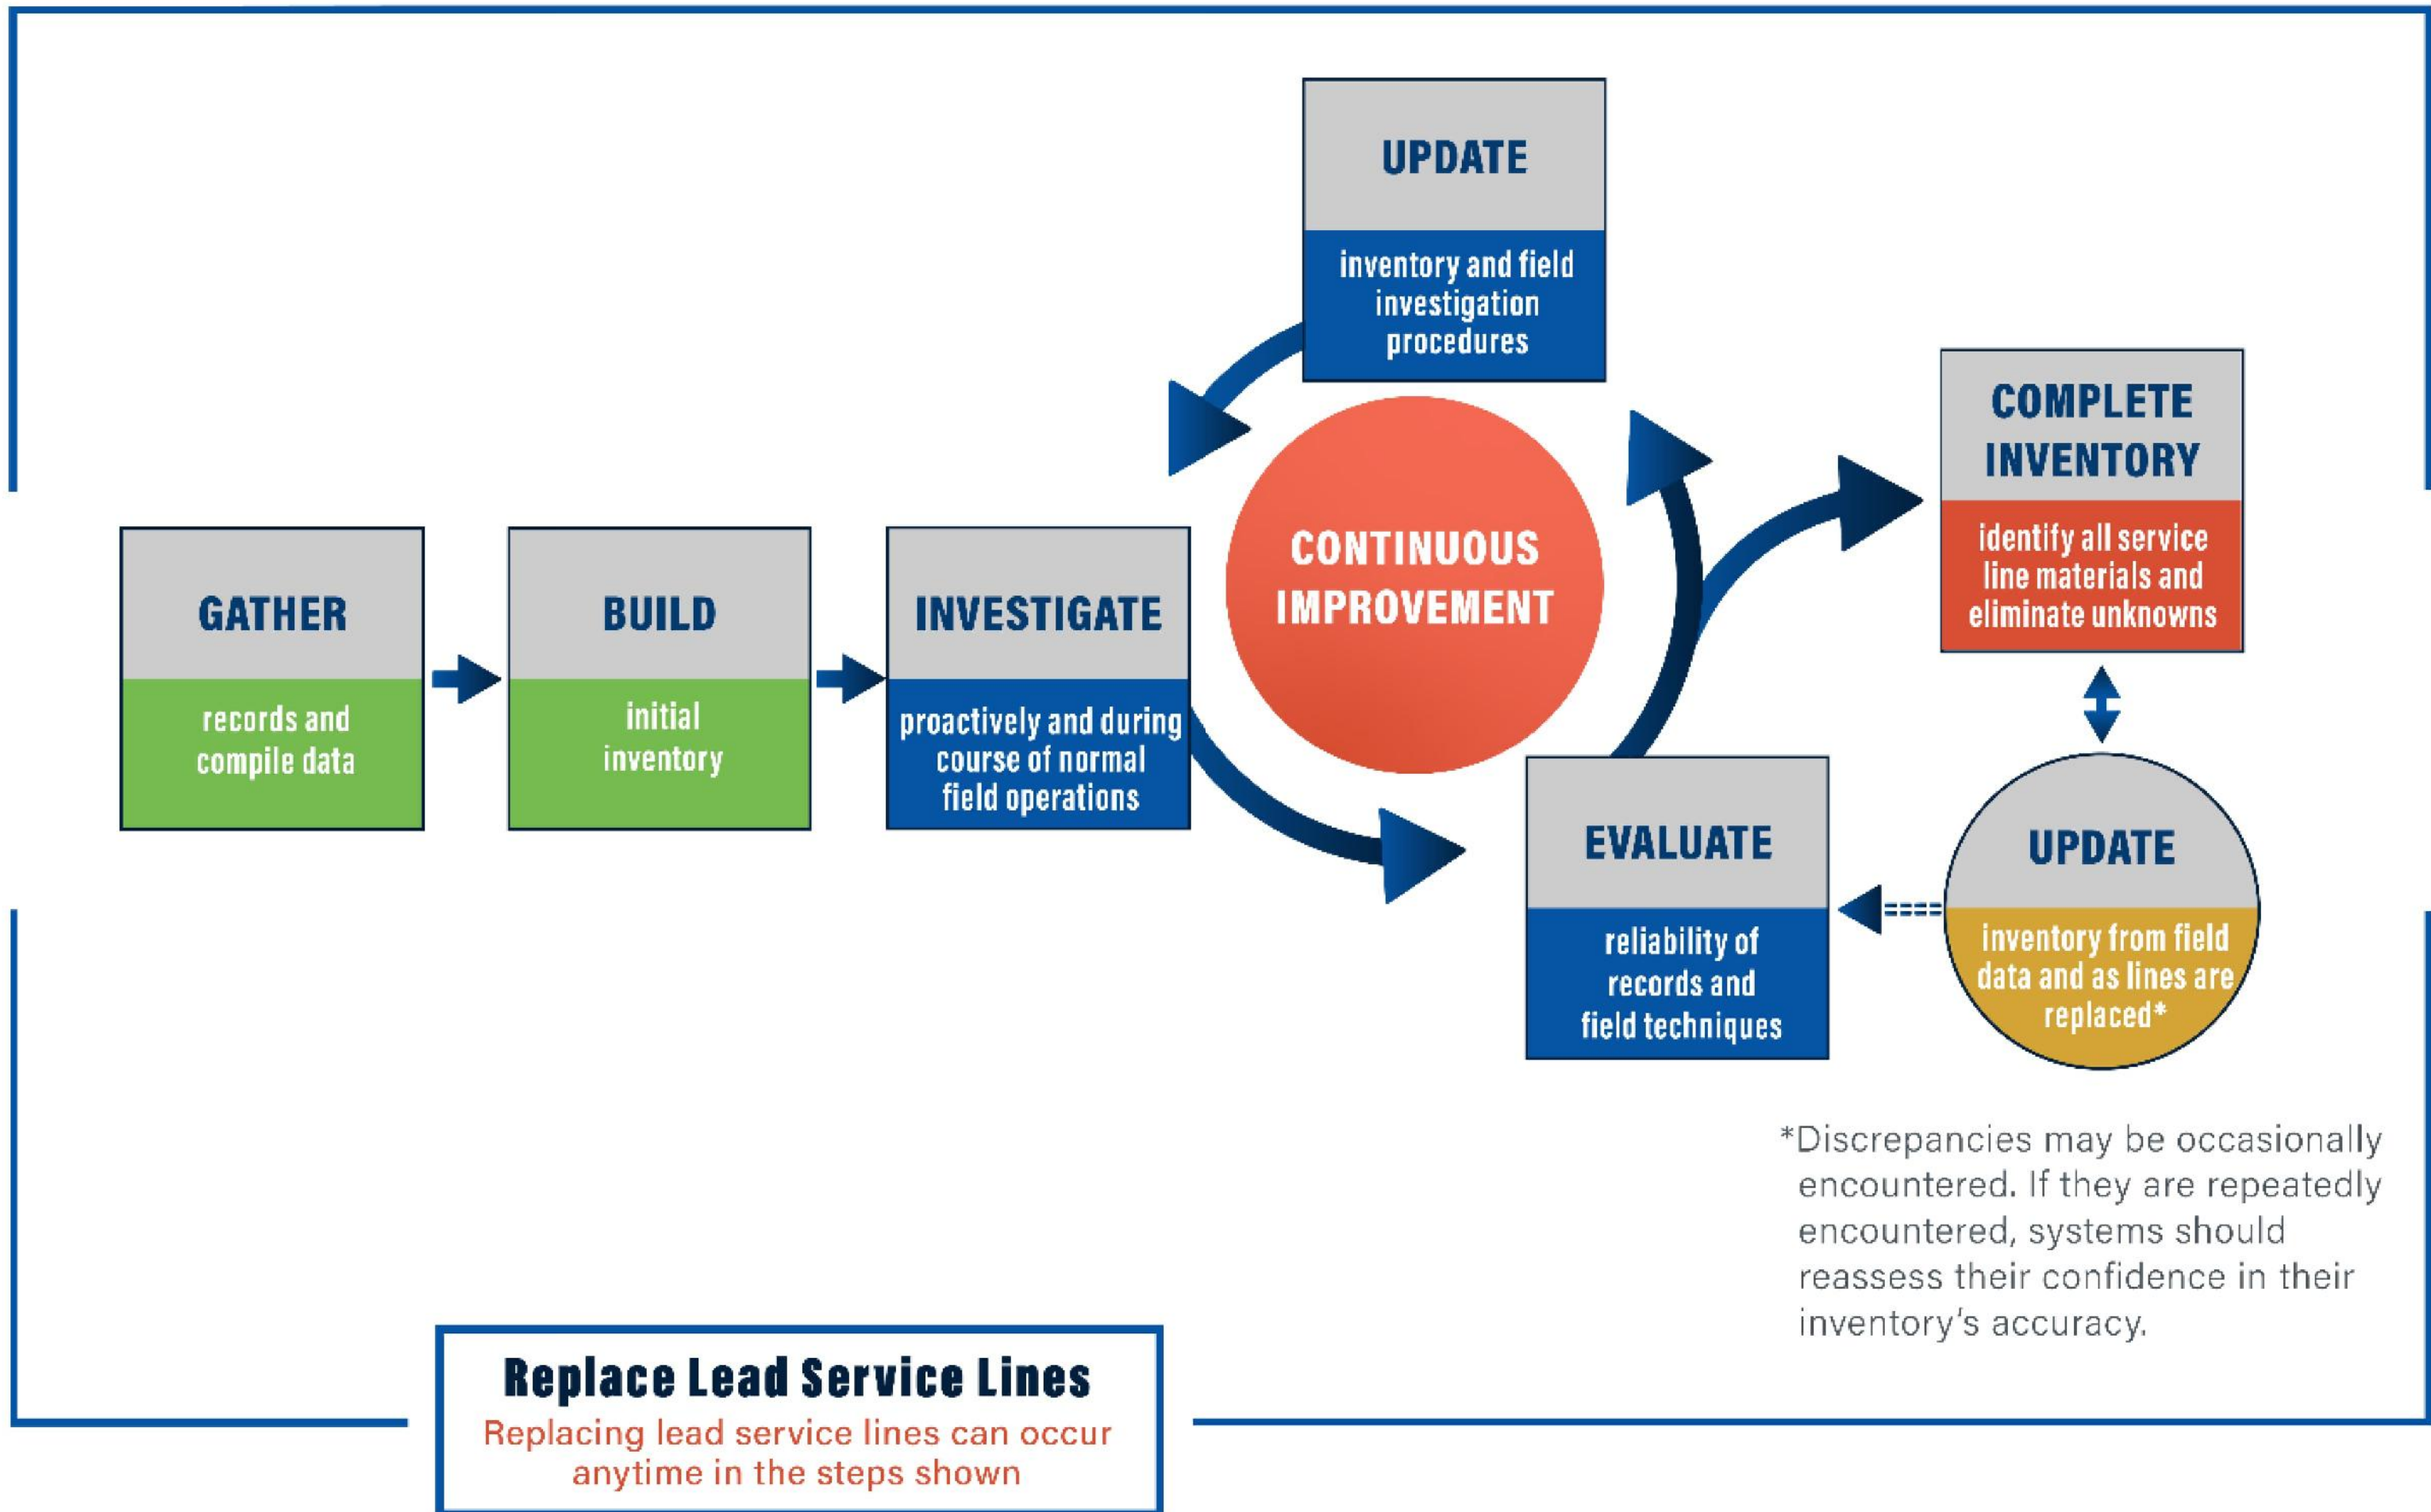 GATHER
records and
compile data
BUILD
initial
inventory
INVESTIGATE
proactively and during
course of normal
field operations
UPDATE
inventory and field
investigation
procedures
CONTINUOUS
IMPROVEMENT
EVALUATE
reliability of
records and
field techniques
COMPLETE
INVENTORY
identify all service
line materials and
eliminate unknowns
UPDATE
inventory from field
data and as lines are
replaced*
*Discrepancies may be occasionally
encountered. If they are repeatedly
encountered, systems should
reassess their confidence in their
inventory's accuracy.
Replace Lead Service Lines
Replacing lead service lines can occur
anytime in the steps shown